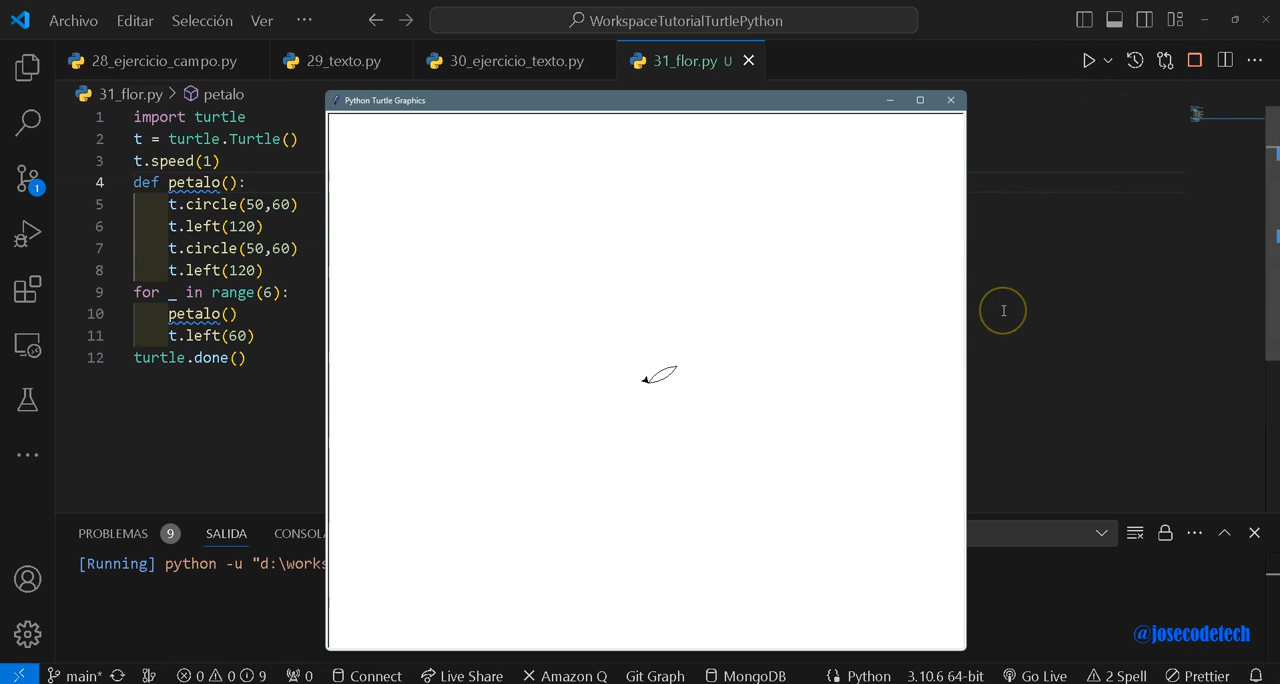 Archivo Editar Selección Ver ... WorkspaceTutorialTurtlePython
28_ejercicio_campo.py 29_texto.py 30_ejercicio_texto.py 31_flor.py U
31_flor.py > petalo
Python Turtle Graphics
1 import turtle
2 t = turtle.Turtle()
3 t.speed(1)
4 def petalo():
5 t.circle(50,60)
6 t.left(120)
7 t.circle(50,60)
8 t.left(120)
9 for _ in range(6):
10 petalo()
11 t.left(60)
12 turtle.done()
1
PROBLEMAS 9 SALIDA CONSOL
[Running] python -u "d:\works
@josecodetech
main* 0 0 9 0 Connect Live Share Amazon Q Git Graph MongoDB Python 3.10.6 64-bit Go Live 2 Spell Prettier